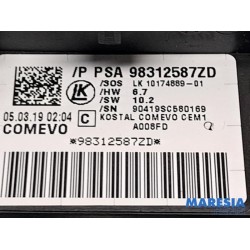 /P PSA 98312587ZD
/SOS LK 10174889-01
/HW 6.7
/SW 10.2
/SN 90419SC580169
05.03.19 02:04 C KOSTAL COMEVO CEM1
COMEVO A008FD
*98312587ZD*
MARESIA